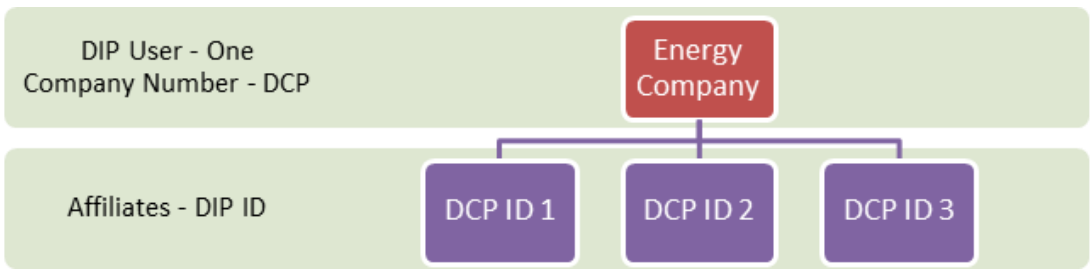 DIP User - One
Company Number - DCP
Energy
Company
Affiliates - DIP ID
DCP ID 1
DCP ID 2
DCP ID 3